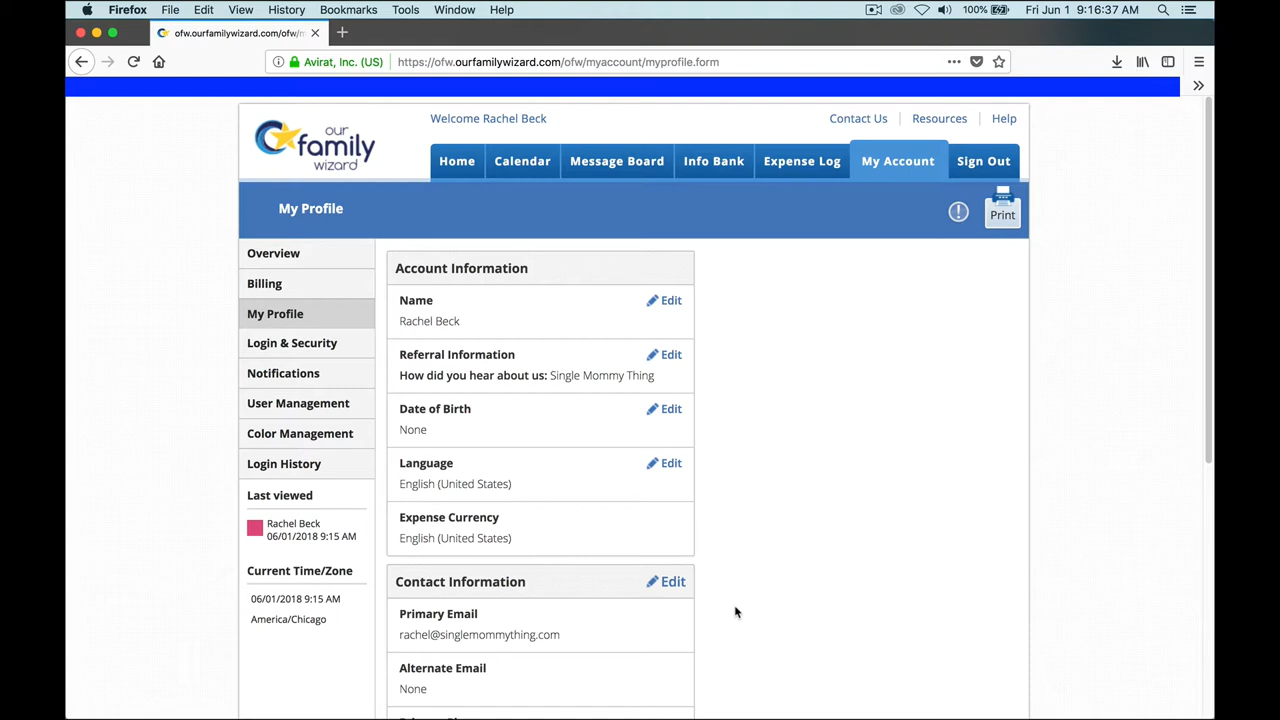 Firefox File Edit View History Bookmarks Tools Window Help 100% Fri Jun 1 9:16:37 AM
ofw.ourfamilywizard.com/ofw/m
Avirat, Inc. (US) https://ofw.ourfamilywizard.com/ofw/myaccount/myprofile.form
our
family
wizard
Welcome Rachel Beck Contact Us Resources Help
Home Calendar Message Board Info Bank Expense Log My Account Sign Out
My Profile Print
Overview
Billing
My Profile
Login & Security
Notifications
User Management
Color Management
Login History
Last viewed
Rachel Beck
06/01/2018 9:15 AM
Current Time/Zone
06/01/2018 9:15 AM
America/Chicago
Account Information
Name Edit
Rachel Beck
Referral Information Edit
How did you hear about us: Single Mommy Thing
Date of Birth Edit
None
Language Edit
English (United States)
Expense Currency
English (United States)
Contact Information Edit
Primary Email
rachel@singlemommything.com
Alternate Email
None